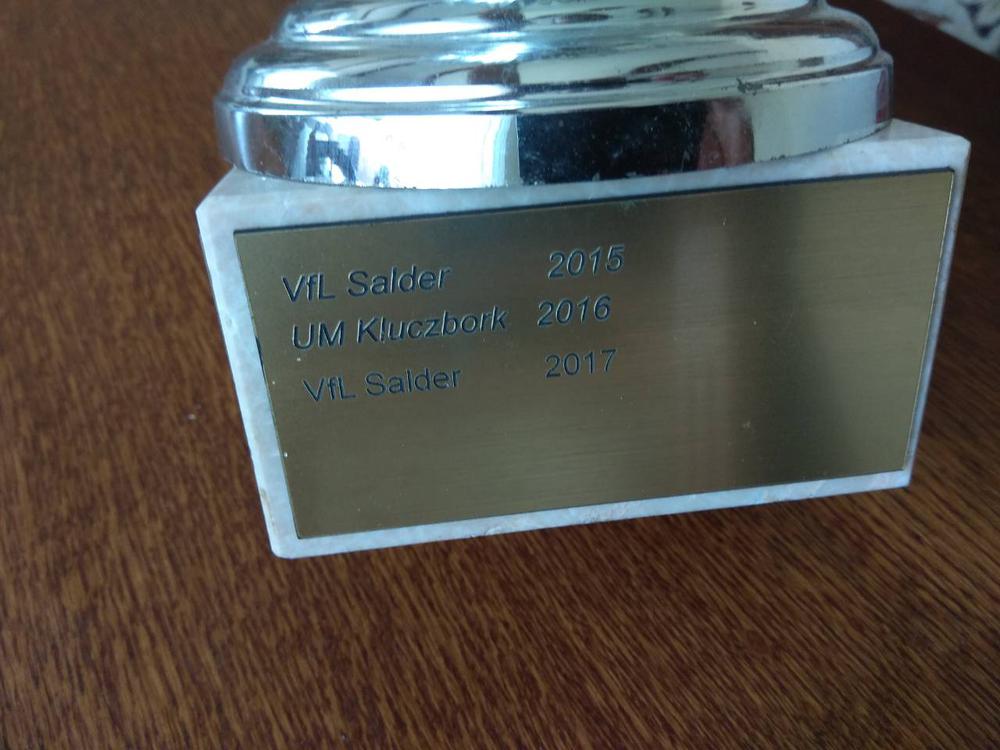 VfL Salder 2015
UM Kluczbork 2016
VfL Salder 2017